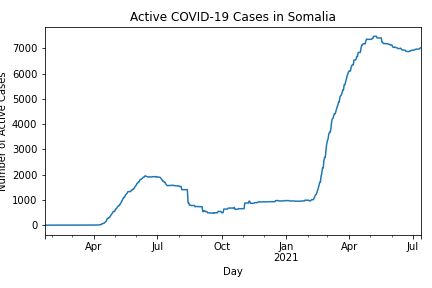 Active COVID-19 Cases in Somalia
Number of Active Cases
7000
6000
5000
4000
3000
2000
1000
0
Apr Jul Oct Jan Apr Jul
2021
Day